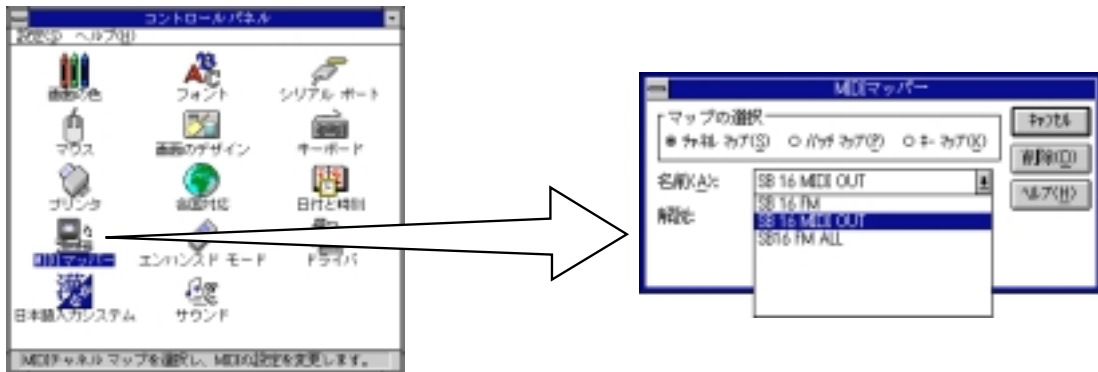 コントロール パネル
設定(S) ヘルプ(H)
画面の色
フォント
シリアル ポート
マウス
画面のデザイン
キーボード
プリンタ
各国対応
日付と時刻
MIDIマッパー
エンハンスド モード
ドライバ
日本語入力システム
サウンド
MIDIチャネル マップを選択し、MIDIの設定を変更します。
MIDIマッパー
マップの選択
チャネル マップ(S) パッチ マップ(P) キー マップ(K)
名前(A):
SB 16 MIDI OUT
SB 16 FM
SB 16 MIDI OUT
SB16 FM ALL
解説:
キャンセル
削除(D)
ヘルプ(H)